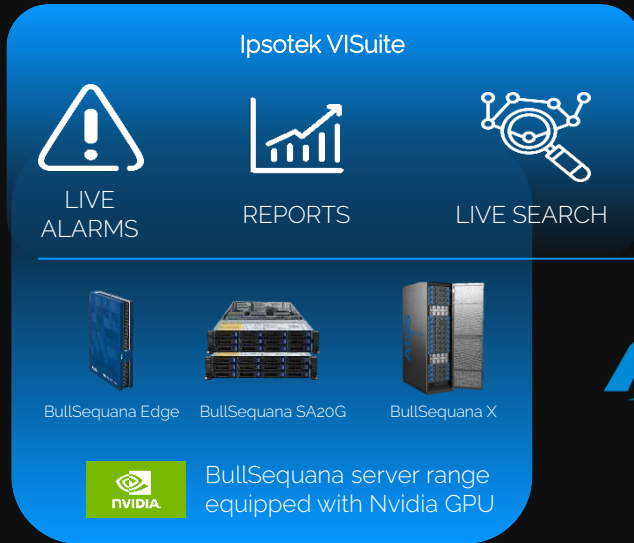 Ipsotek VISuite
LIVE
ALARMS
REPORTS
LIVE SEARCH
BullSequana Edge
BullSequana SA20G
BullSequana X
NVIDIA
BullSequana server range
equipped with Nvidia GPU